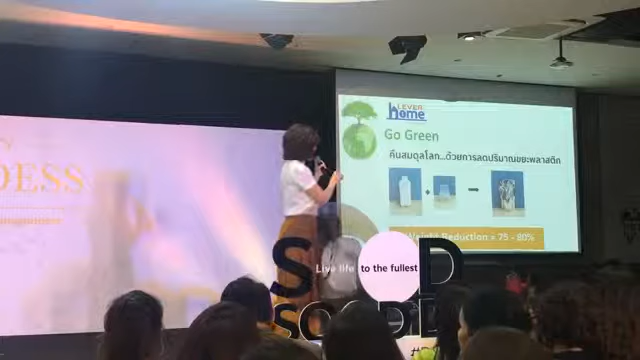 DESS
LEVER
home
Go Green
คืนสมดุลโลก...ด้วยการลดปริมาณขยะพลาสติก
Weight Reduction = 75 - 80%
Live life to the fullest